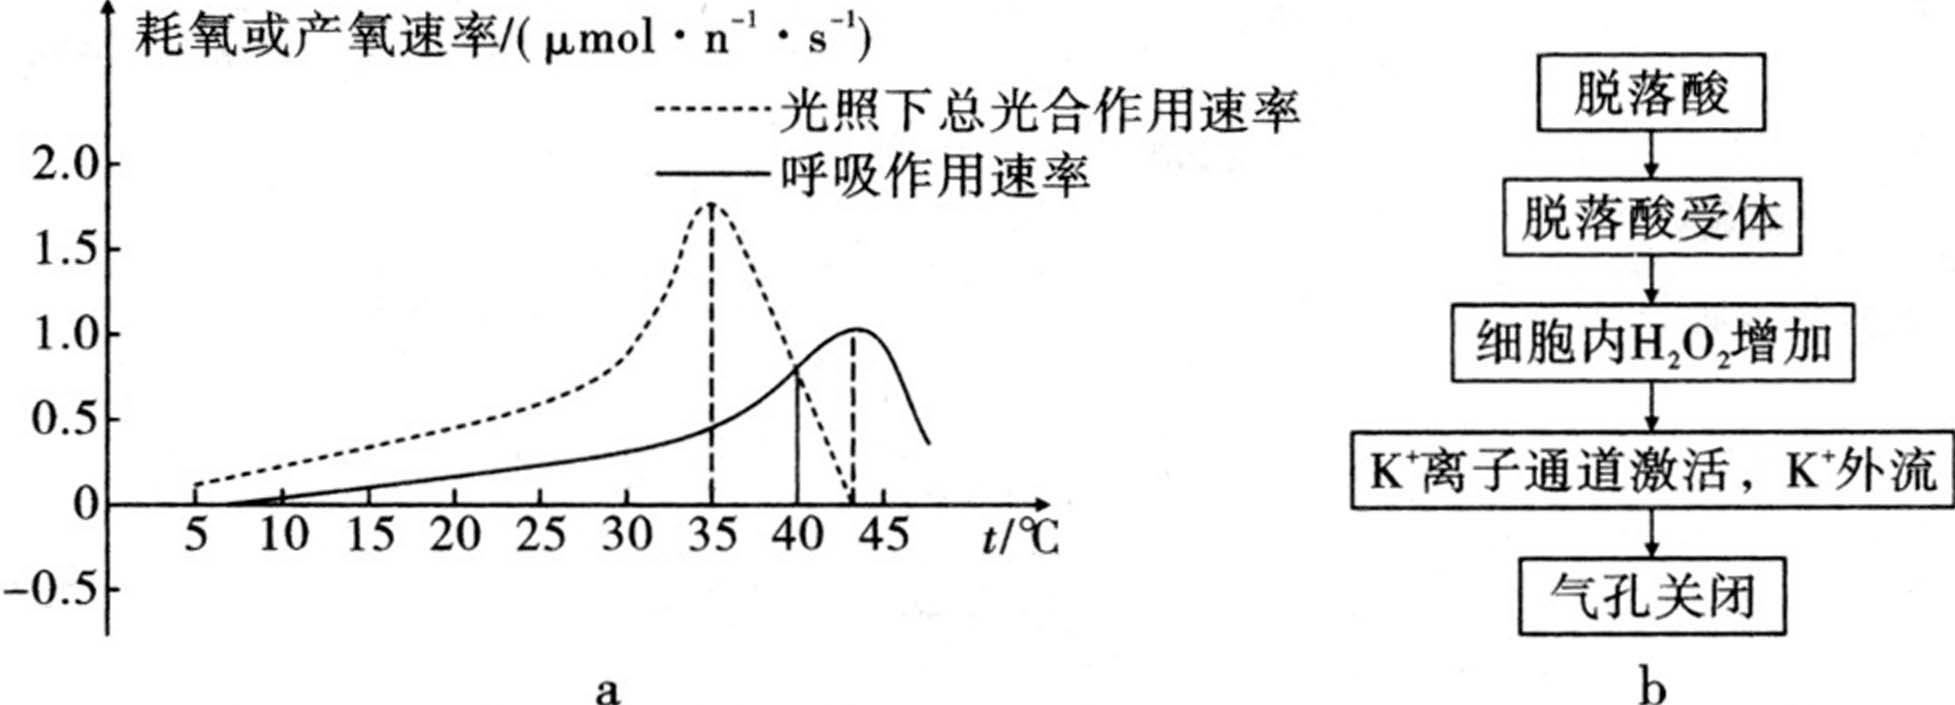 耗氧或产氧速率/(μmol·n⁻¹·s⁻¹)
光照下总光合作用速率
呼吸作用速率
2.0
1.5
1.0
0.5
0
-0.5
5 10 15 20 25 30 35 40 45 t/℃
a
脱落酸
脱落酸受体
细胞内H₂O₂增加
K⁺离子通道激活，K⁺外流
气孔关闭
b